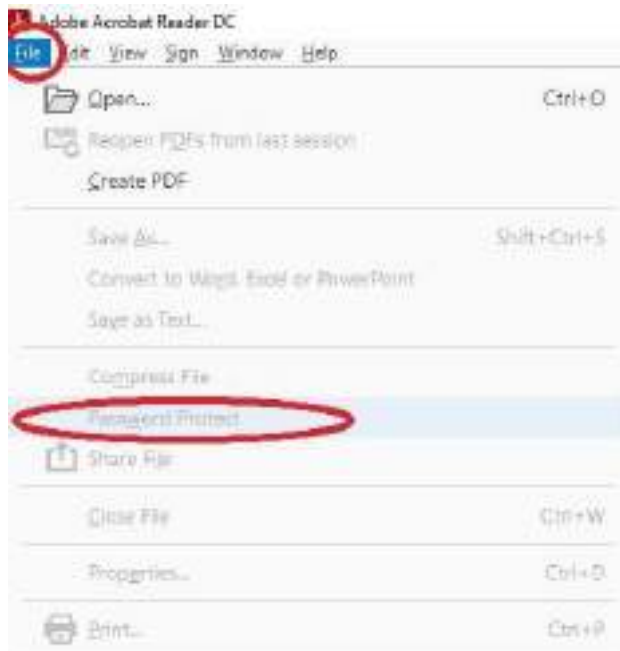 Adobe Acrobat Reader DC
File Edit View Sign Window Help
Open... Ctrl+O
Reopen PDFs from last session
Create PDF
Save As... Shift+Ctrl+S
Convert to Word, Excel or PowerPoint
Save as Text...
Compress File
Password Protect
Share File
Close File Ctrl+W
Properties... Ctrl+D
Print... Ctrl+P